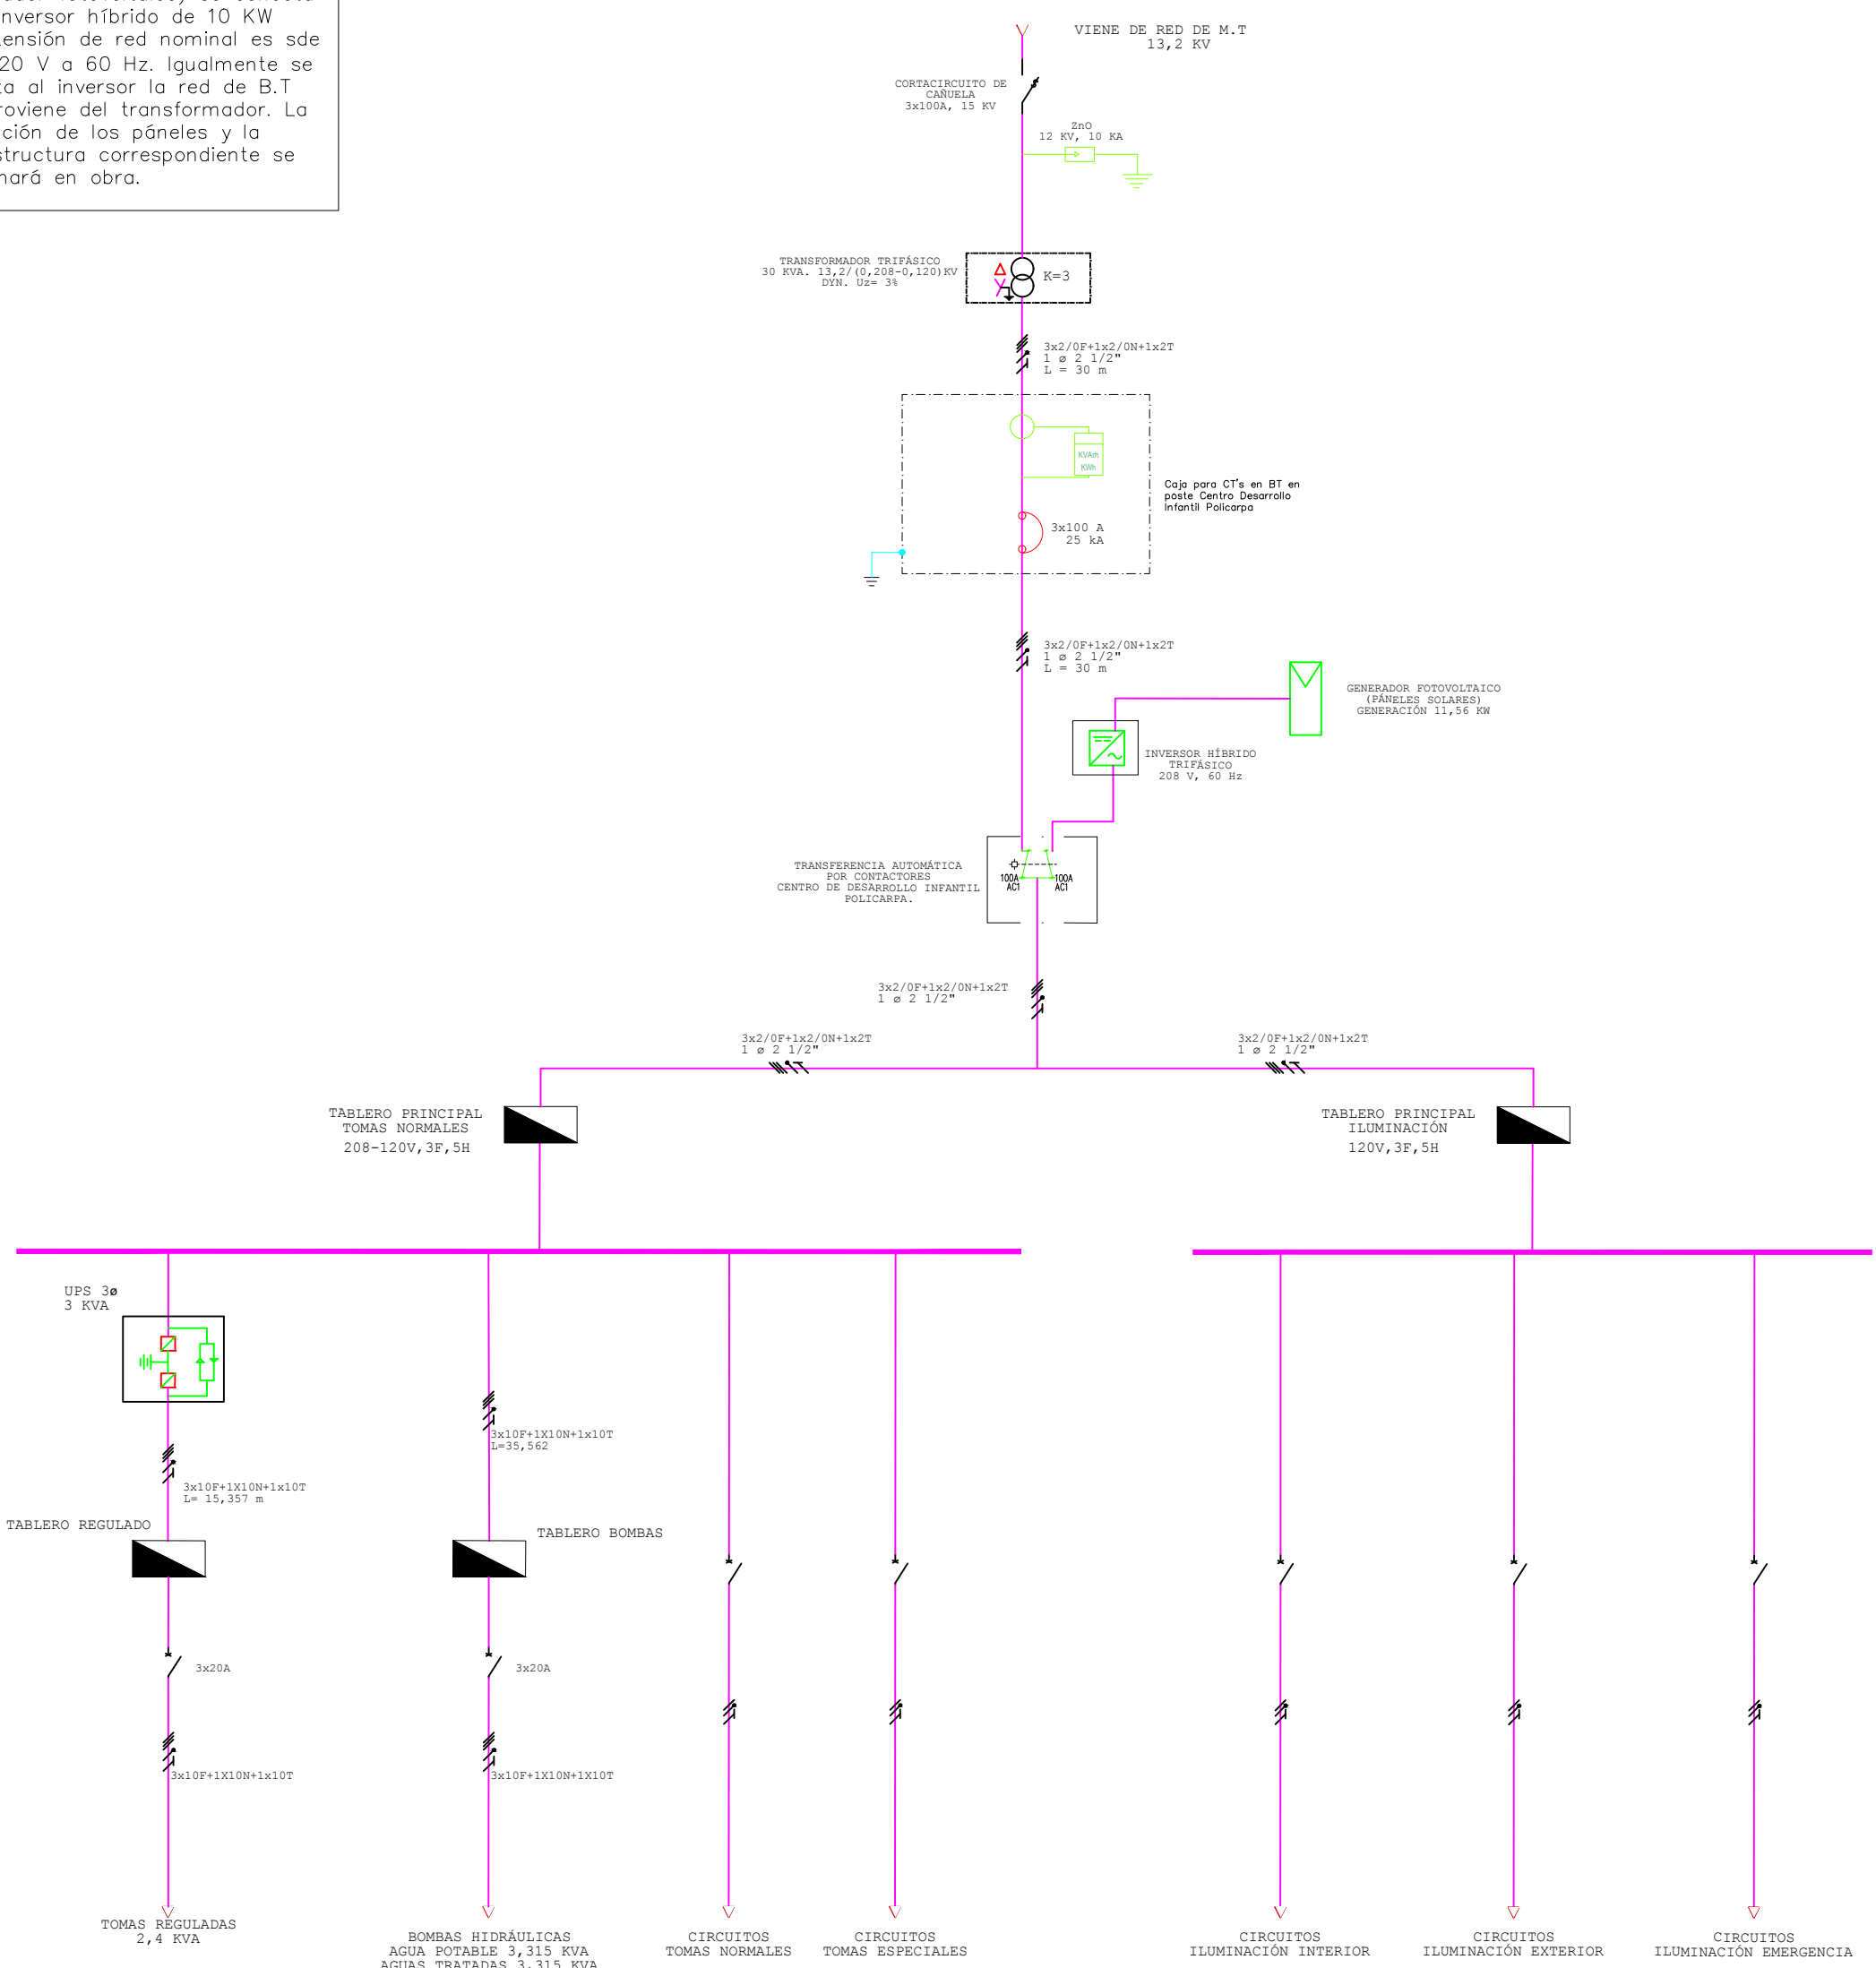 inversor híbrido de 10 KW
tensión de red nominal es sde
20 V a 60 Hz. Igualmente se
ta al inversor la red de B.T
roviene del transformador. La
ción de los páneles y la
structura correspondiente se
nará en obra.
VIENE DE RED DE M.T
13,2 KV
CORTACIRCUITO DE
CAÑUELA
3x100A, 15 KV
ZnO
12 KV, 10 KA
TRANSFORMADOR TRIFÁSICO
30 KVA. 13,2/(0,208-0,120)KV
DYN. Uz= 3%
K=3
3x2/0F+1x2/0N+1x2T
1 ø 2 1/2"
L = 30 m
KVArh
KWh
Caja para CT's en BT en
poste Centro Desarrollo
Infantil Policarpa
3x100 A
25 kA
3x2/0F+1x2/0N+1x2T
1 ø 2 1/2"
L = 30 m
GENERADOR FOTOVOLTAICO
(PÁNELES SOLARES)
GENERACIÓN 11,56 KW
INVERSOR HÍBRIDO
TRIFÁSICO
208 V, 60 Hz
TRANSFERENCIA AUTOMÁTICA
POR CONTACTORES
CENTRO DE DESARROLLO INFANTIL
POLICARPA.
100A
AC1
100A
AC1
3x2/0F+1x2/0N+1x2T
1 ø 2 1/2"
3x2/0F+1x2/0N+1x2T
1 ø 2 1/2"
3x2/0F+1x2/0N+1x2T
1 ø 2 1/2"
TABLERO PRINCIPAL
TOMAS NORMALES
208-120V,3F,5H
TABLERO PRINCIPAL
ILUMINACIÓN
120V,3F,5H
UPS 3ø
3 KVA
3x10F+1X10N+1x10T
L=35,562
3x10F+1X10N+1x10T
L= 15,357 m
TABLERO REGULADO
TABLERO BOMBAS
3x20A
3x20A
3x10F+1X10N+1x10T
3x10F+1X10N+1X10T
TOMAS REGULADAS
2,4 KVA
BOMBAS HIDRÁULICAS
AGUA POTABLE 3,315 KVA
AGUAS TRATADAS 3,315 KVA
CIRCUITOS
TOMAS NORMALES
CIRCUITOS
TOMAS ESPECIALES
CIRCUITOS
ILUMINACIÓN INTERIOR
CIRCUITOS
ILUMINACIÓN EXTERIOR
CIRCUITOS
ILUMINACIÓN EMERGENCIA